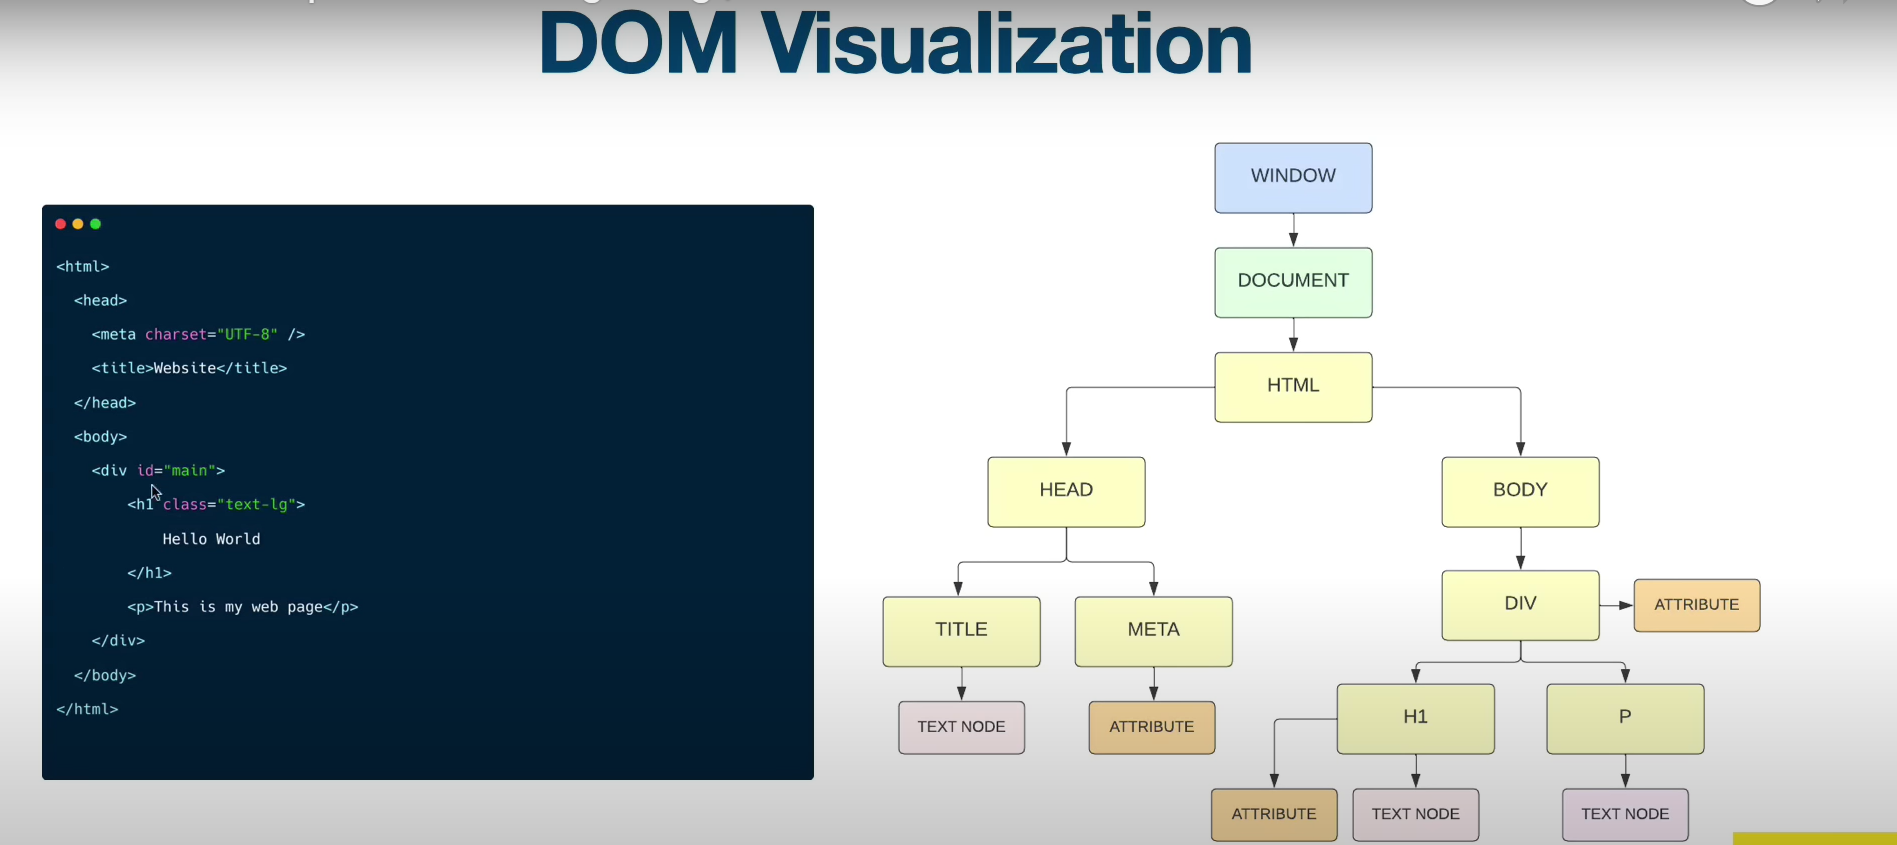 DOM Visualization
<html>
<head>
<meta charset="UTF-8" />
<title>Website</title>
</head>
<body>
<div id="main">
<h1 class="text-lg">
Hello World
</h1>
<p>This is my web page</p>
</div>
</body>
</html>
WINDOW
DOCUMENT
HTML
HEAD
BODY
TITLE
META
DIV
ATTRIBUTE
TEXT NODE
ATTRIBUTE
H1
P
ATTRIBUTE
TEXT NODE
TEXT NODE